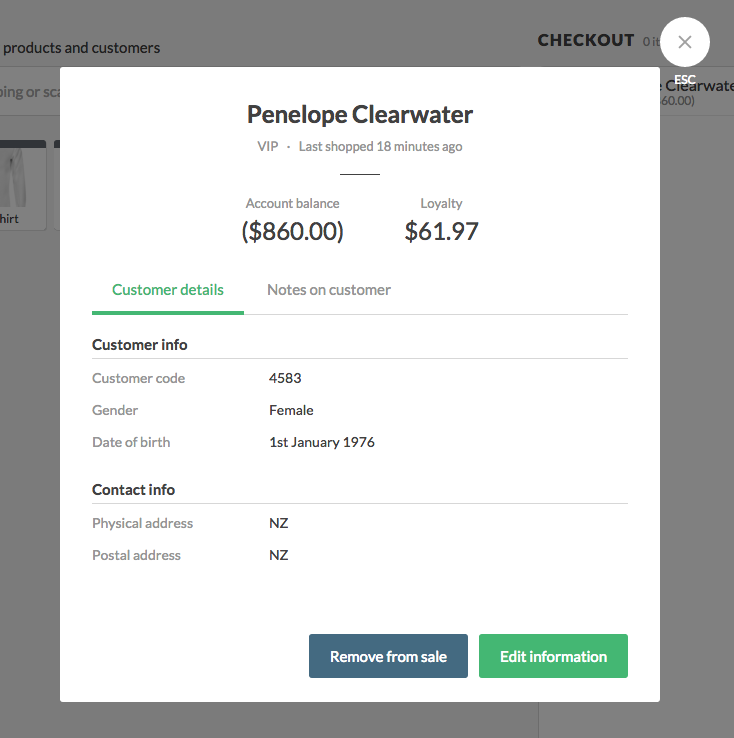 products and customers
CHECKOUT 0 it
ESC
Clearwate
60.00)
hirt
Penelope Clearwater
VIP · Last shopped 18 minutes ago
Account balance Loyalty
($860.00) $61.97
Customer details Notes on customer
Customer info
Customer code 4583
Gender Female
Date of birth 1st January 1976
Contact info
Physical address NZ
Postal address NZ
Remove from sale Edit information